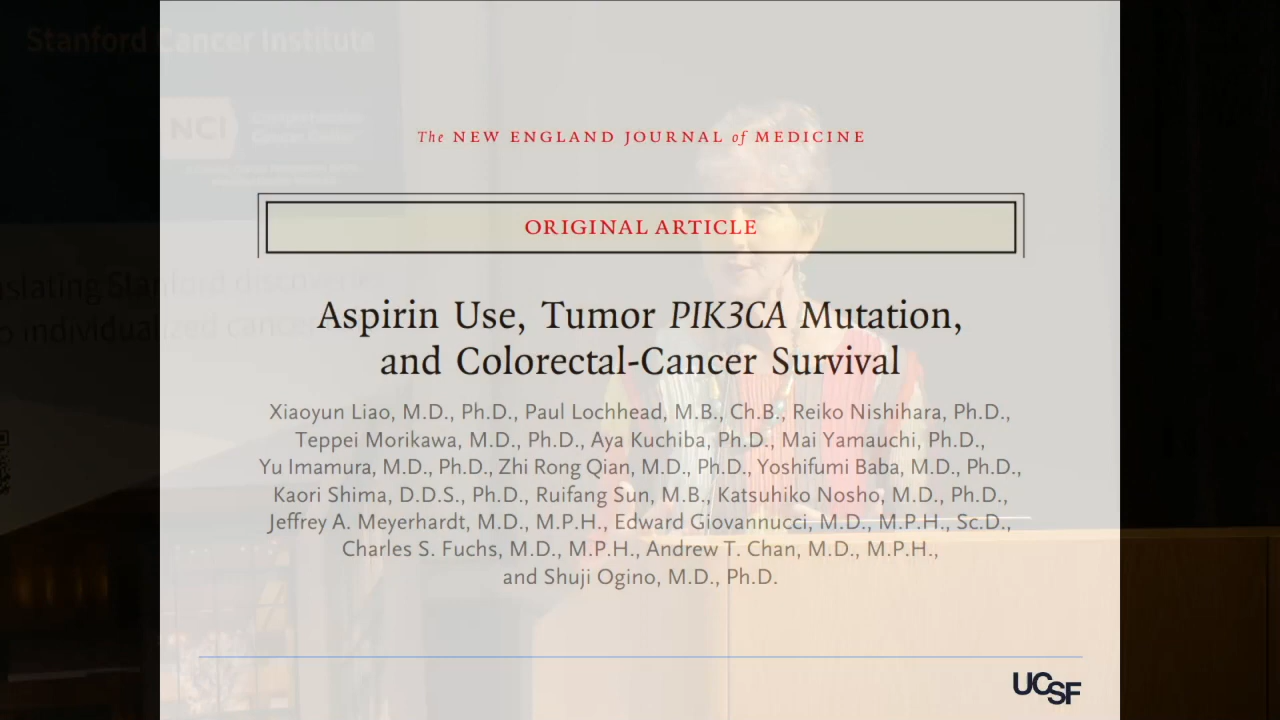 Stanford Cancer Institute
NCI
The NEW ENGLAND JOURNAL of MEDICINE
ORIGINAL ARTICLE
Aspirin Use, Tumor PIK3CA Mutation,
and Colorectal-Cancer Survival
Xiaoyun Liao, M.D., Ph.D., Paul Lochhead, M.B., Ch.B., Reiko Nishihara, Ph.D.,
Teppei Morikawa, M.D., Ph.D., Aya Kuchiba, Ph.D., Mai Yamauchi, Ph.D.,
Yu Imamura, M.D., Ph.D., Zhi Rong Qian, M.D., Ph.D., Yoshifumi Baba, M.D., Ph.D.,
Kaori Shima, D.D.S., Ph.D., Ruifang Sun, M.B., Katsuhiko Nosho, M.D., Ph.D.,
Jeffrey A. Meyerhardt, M.D., M.P.H., Edward Giovannucci, M.D., M.P.H., Sc.D.,
Charles S. Fuchs, M.D., M.P.H., Andrew T. Chan, M.D., M.P.H.,
and Shuji Ogino, M.D., Ph.D.
UCSF